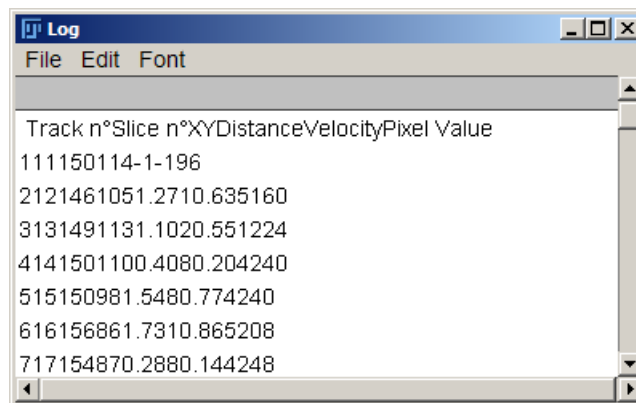 Log
File Edit Font
Track n°Slice n°XYDistanceVelocityPixel Value
111150114-1-196
2121461051.2710.635160
3131491131.1020.551224
4141501100.4080.204240
515150981.5480.774240
616156861.7310.865208
717154870.2880.144248